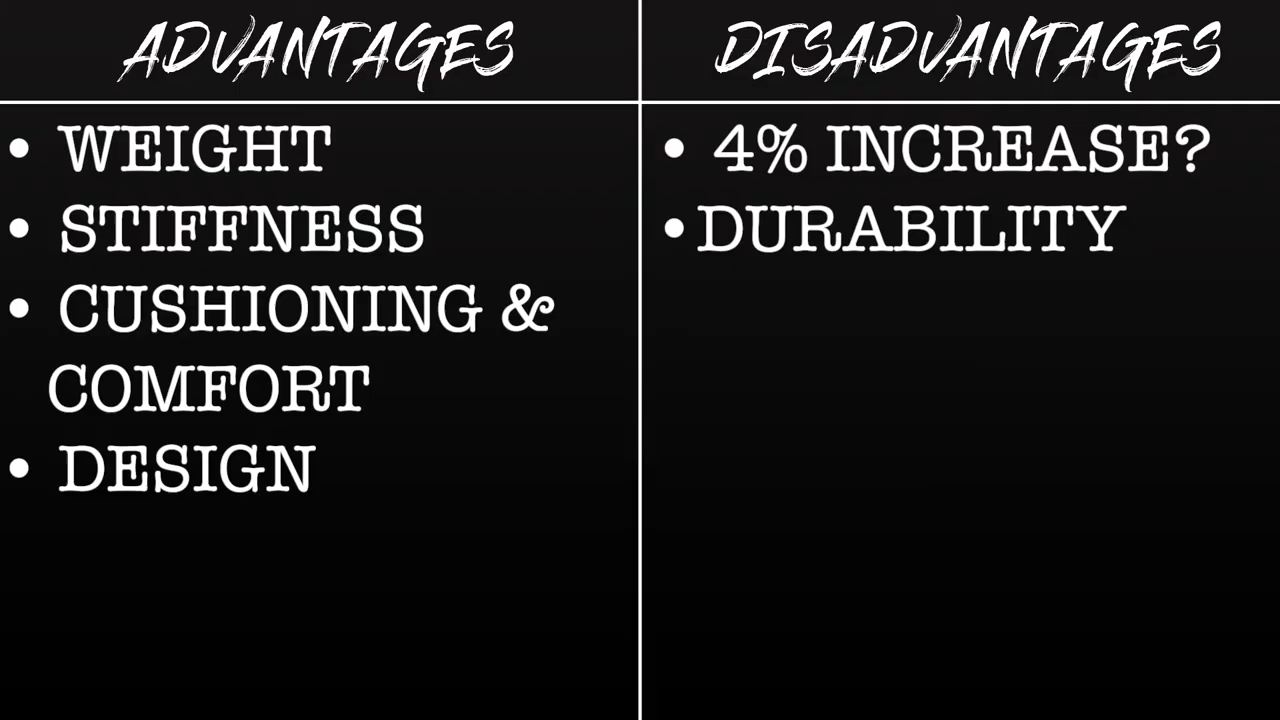 ADVANTAGES
• WEIGHT
• STIFFNESS
• CUSHIONING &
COMFORT
• DESIGN
DISADVANTAGES
• 4% INCREASE?
• DURABILITY